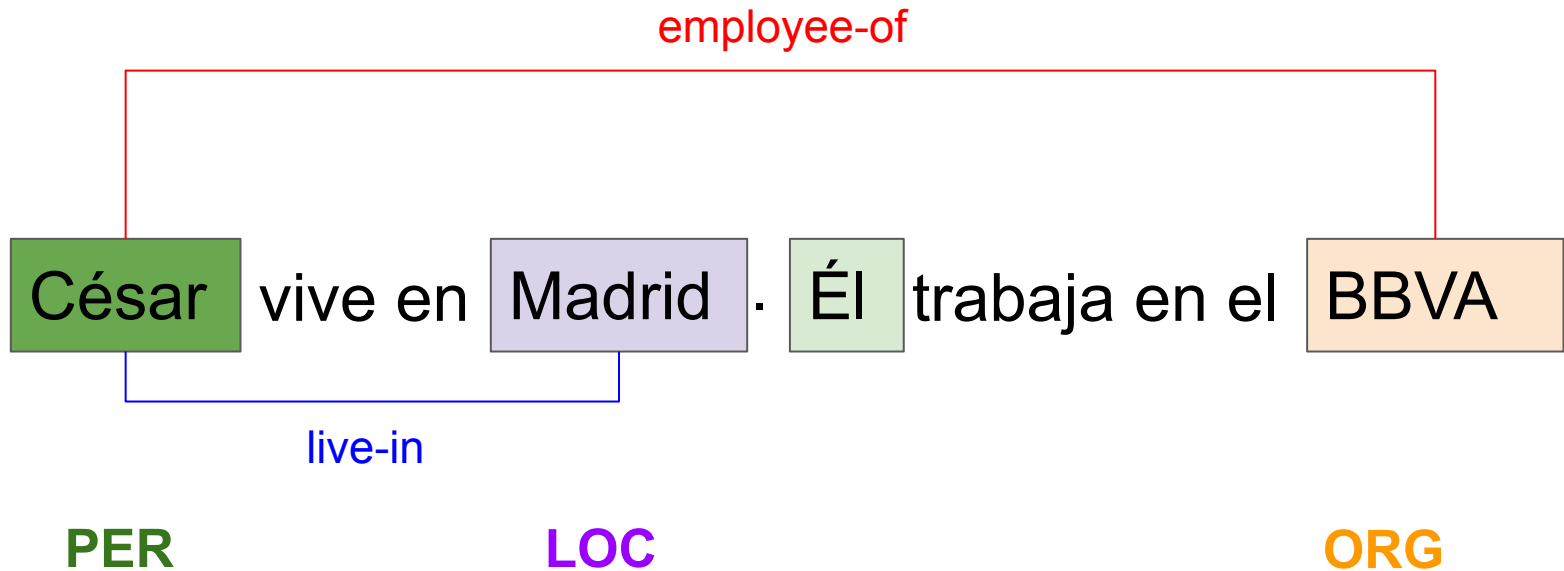 employee-of
César vive en Madrid . Él trabaja en el BBVA
live-in
PER LOC ORG